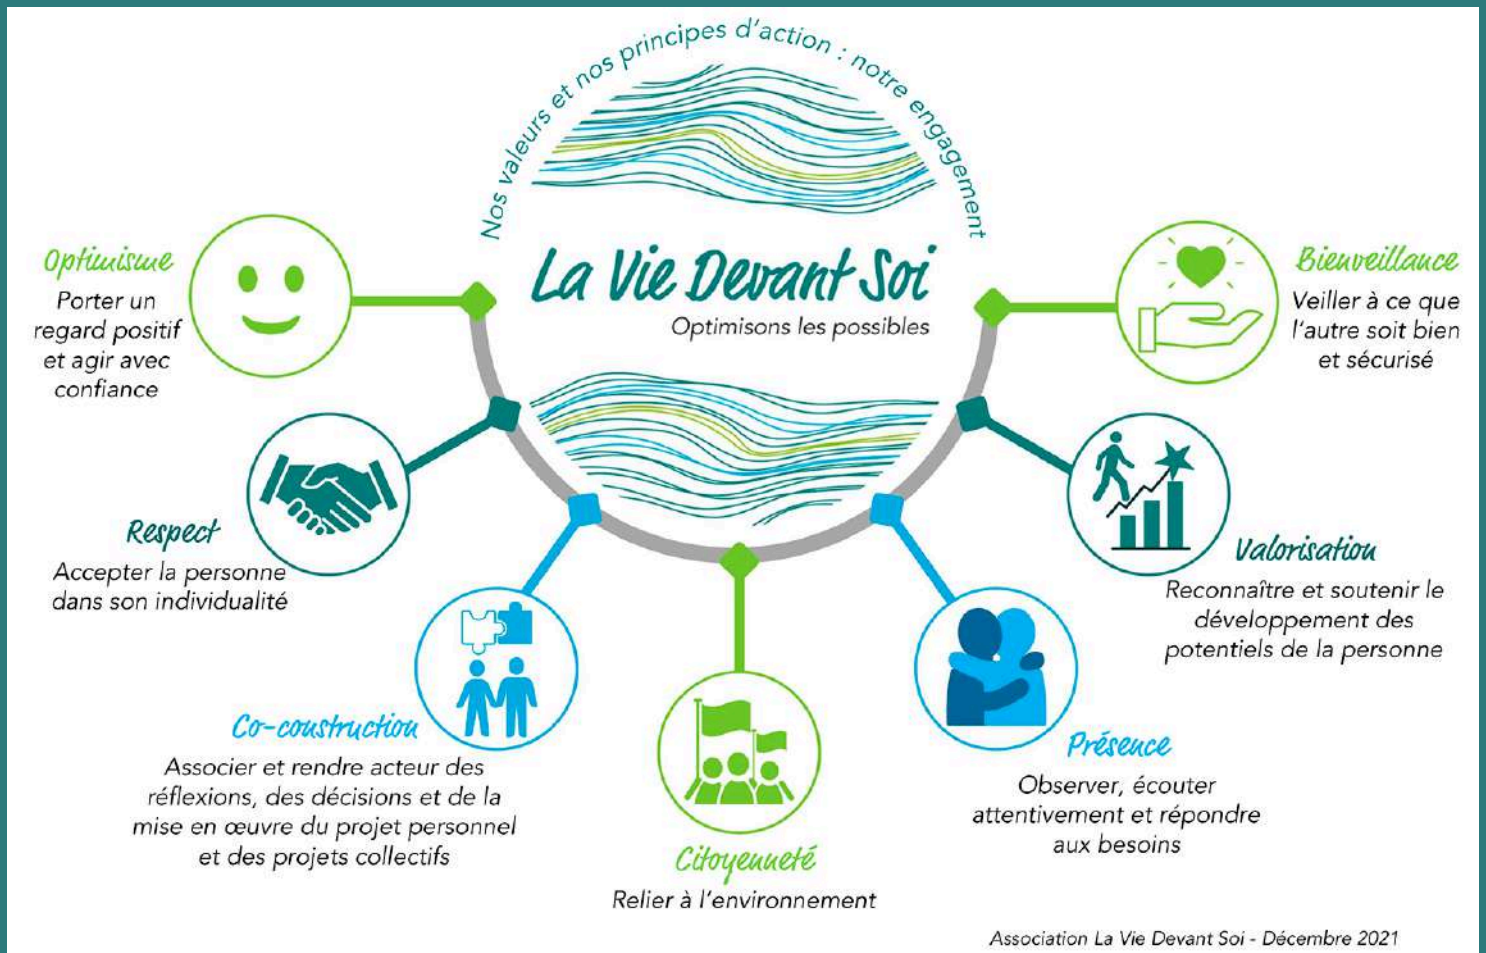 Nos valeurs et nos principes d'action : notre engagement
La Vie Devant Soi
Optimisons les possibles
Optimisme
Porter un
regard positif
et agir avec
confiance
Respect
Accepter la personne
dans son individualité
Co-construction
Associer et rendre acteur des
réflexions, des décisions et de la
mise en œuvre du projet personnel
et des projets collectifs
Citoyenneté
Relier à l'environnement
Présence
Observer, écouter
attentivement et répondre
aux besoins
Valorisation
Reconnaître et soutenir le
développement des
potentiels de la personne
Bienveillance
Veiller à ce que
l'autre soit bien
et sécurisé
Association La Vie Devant Soi - Décembre 2021